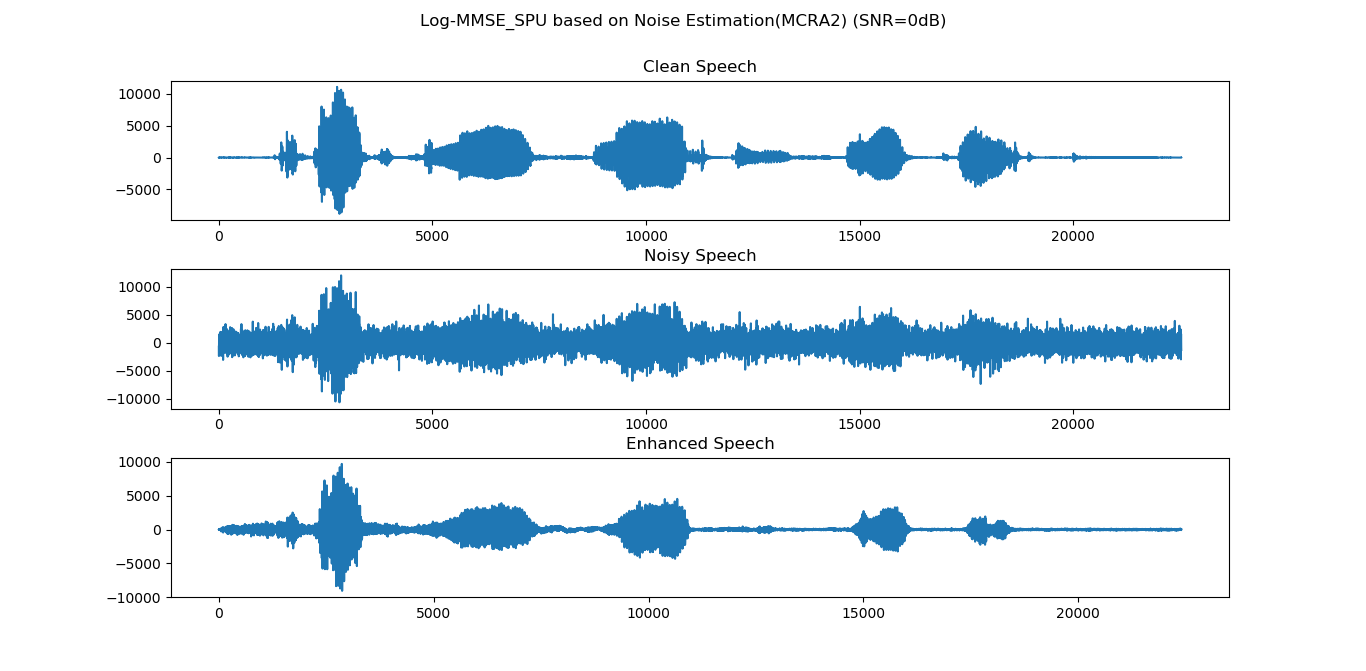 Log-MMSE_SPU based on Noise Estimation(MCRA2) (SNR=0dB)
Clean Speech
10000
5000
0
−5000
0 5000 10000 15000 20000
Noisy Speech
10000
5000
0
−5000
−10000
0 5000 10000 15000 20000
Enhanced Speech
10000
5000
0
−5000
−10000
0 5000 10000 15000 20000